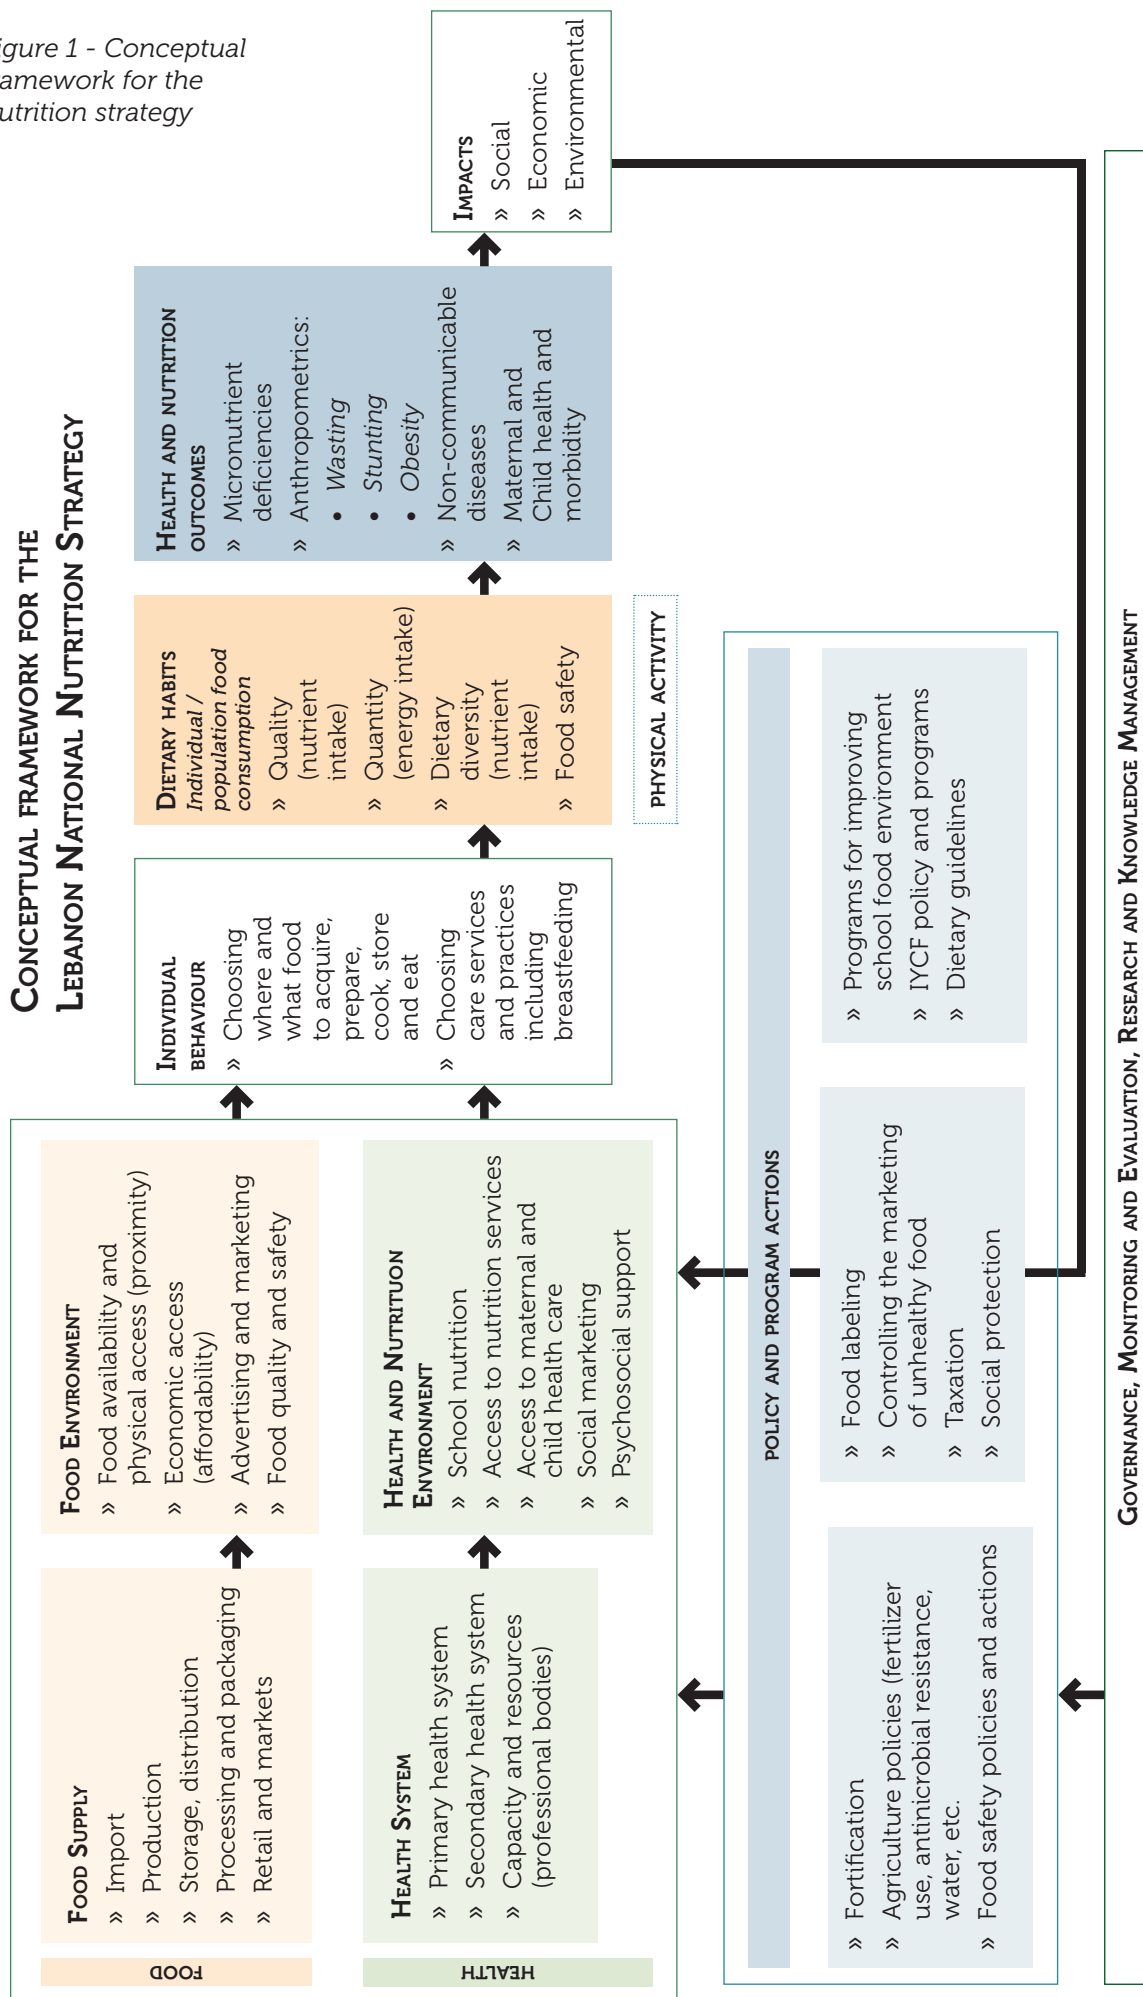 igure 1 - Conceptual
ramework for the
utrition strategy
CONCEPTUAL FRAMEWORK FOR THE
LEBANON NATIONAL NUTRITION STRATEGY
FOOD
FOOD SUPPLY
» Import
» Production
» Storage, distribution
» Processing and packaging
» Retail and markets
FOOD ENVIRONMENT
» Food availability and
physical access (proximity)
» Economic access
(affordability)
» Advertising and marketing
» Food quality and safety
HEALTH
HEALTH SYSTEM
» Primary health system
» Secondary health system
» Capacity and resources
(professional bodies)
HEALTH AND NUTRITUON
ENVIRONMENT
» School nutrition
» Access to nutrition services
» Access to maternal and
child health care
» Social marketing
» Psychosocial support
INDIVIDUAL
BEHAVIOUR
» Choosing
where and
what food
to acquire,
prepare,
cook, store
and eat
» Choosing
care services
and practices
including
breastfeeding
DIETARY HABITS
Individual /
population food
consumption
» Quality
(nutrient
intake)
» Quantity
(energy intake)
» Dietary
diversity
(nutrient
intake)
» Food safety
PHYSICAL ACTIVITY
HEALTH AND NUTRITION
OUTCOMES
» Micronutrient
deficiencies
» Anthropometrics:
• Wasting
• Stunting
• Obesity
» Non-communicable
diseases
» Maternal and
Child health and
morbidity
IMPACTS
» Social
» Economic
» Environmental
POLICY AND PROGRAM ACTIONS
» Fortification
» Agriculture policies (fertilizer
use, antinicrobial resistance,
water, etc.
» Food safety policies and actions
» Food labeling
» Controlling the marketing
of unhealthy food
» Taxation
» Social protection
» Programs for improving
school food environment
» IYCF policy and programs
» Dietary guidelines
GOVERNANCE, MONITORING AND EVALUATION, RESEARCH AND KNOWLEDGE MANAGEMENT